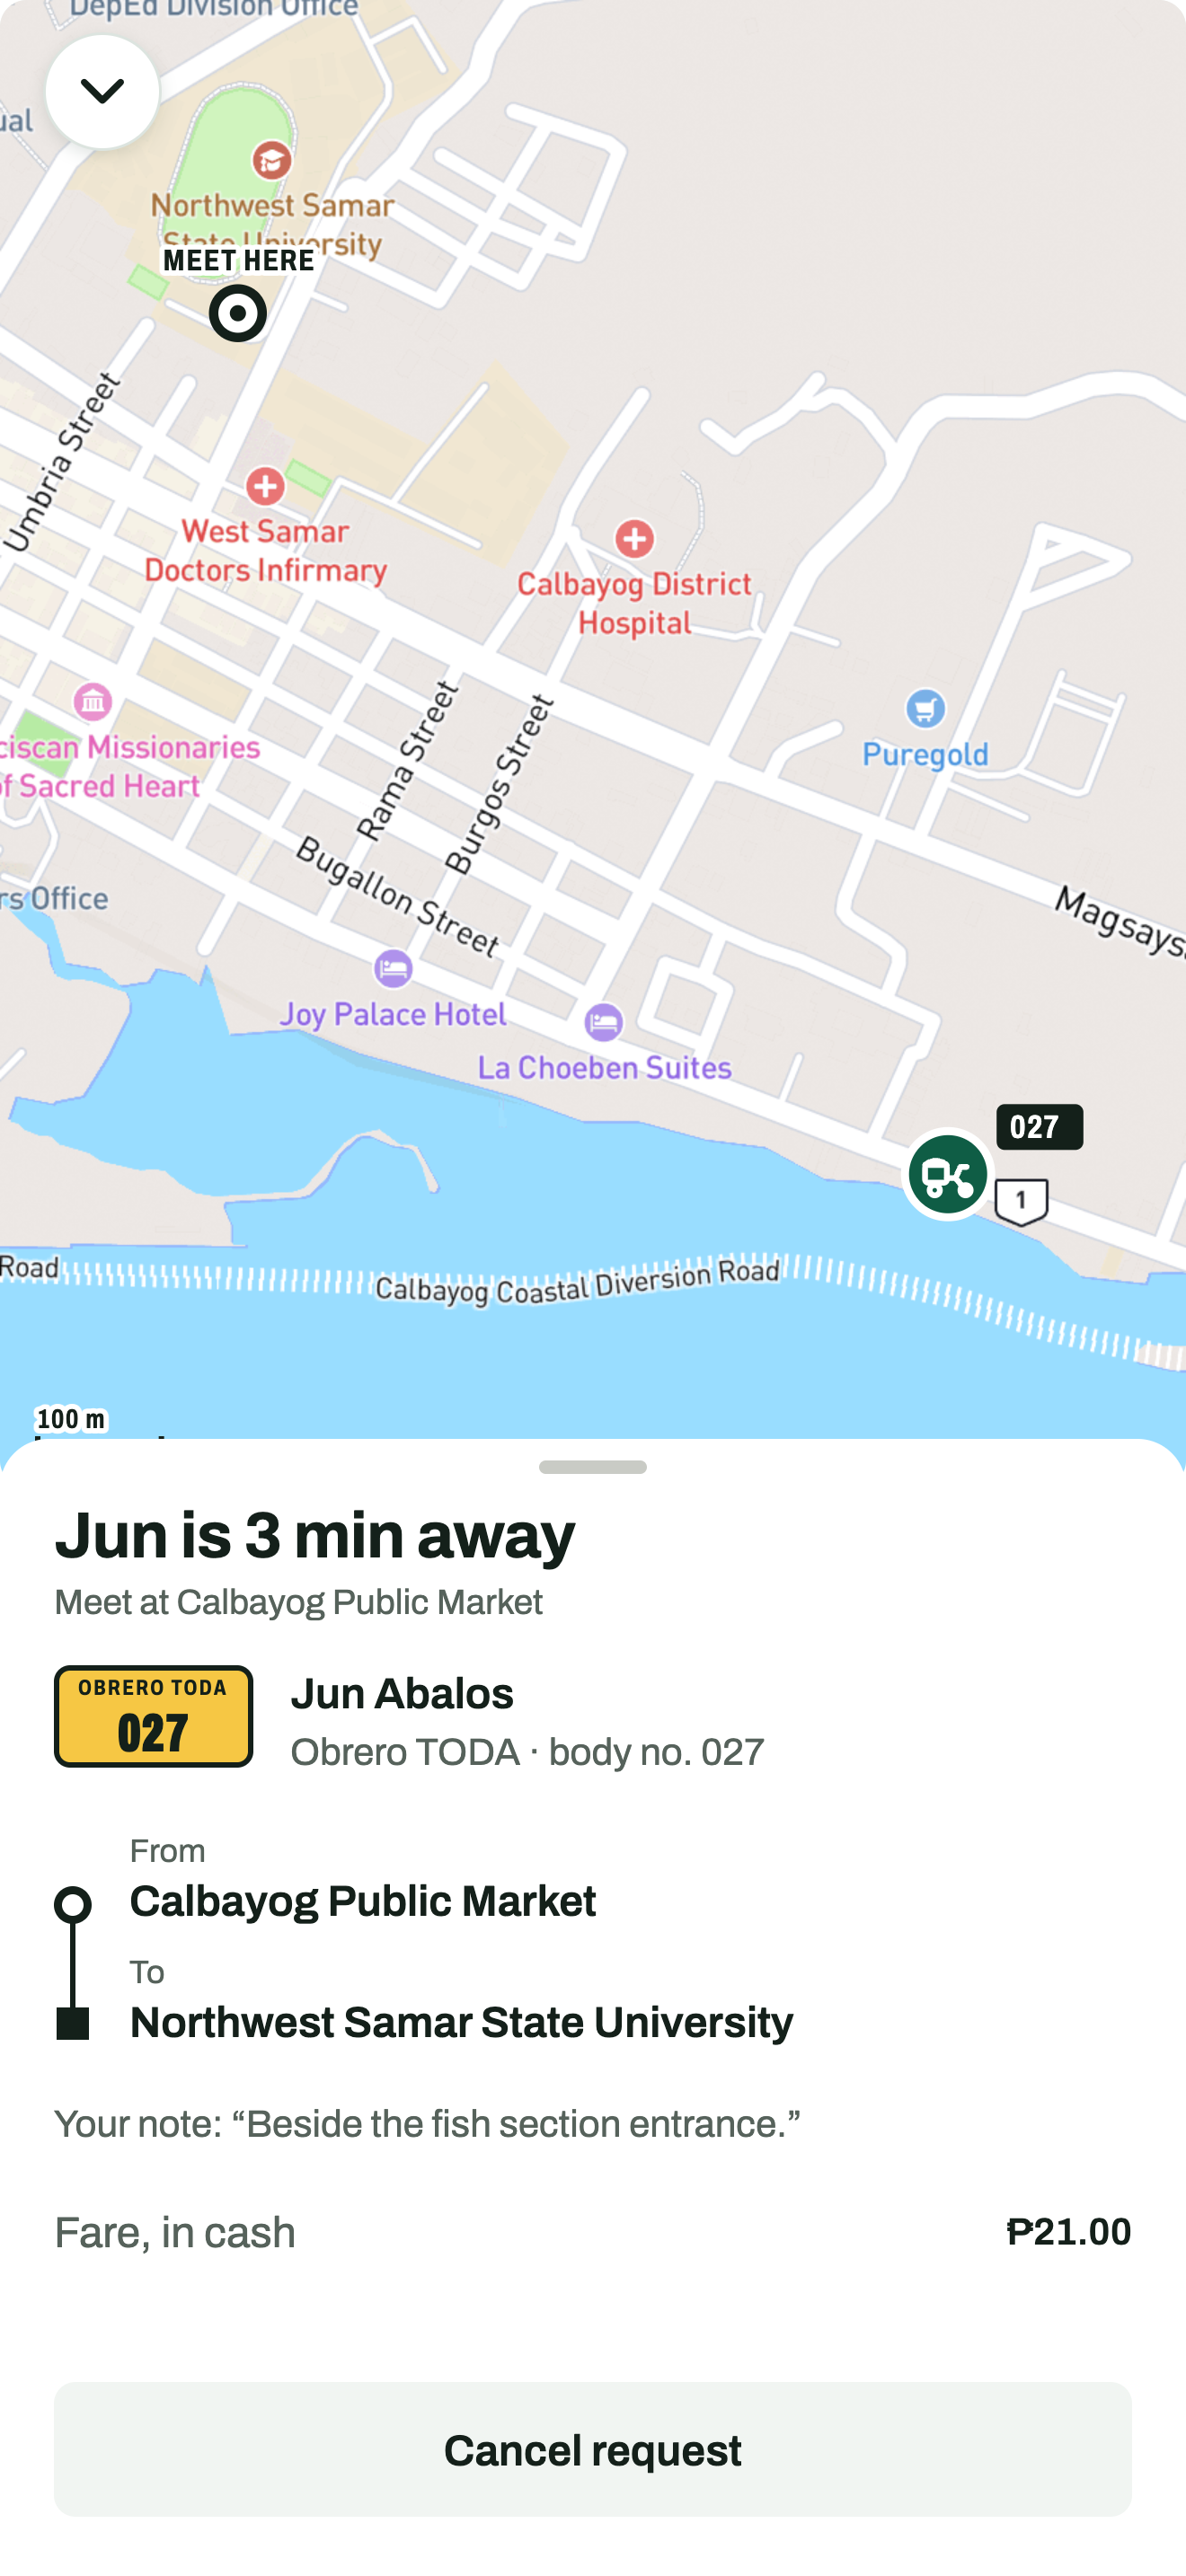 DepEd Division Office
ual
Northwest Samar
State University
MEET HERE
Umbria Street
West Samar
Doctors Infirmary
Calbayog District
Hospital
Puregold
ciscan Missionaries
of Sacred Heart
Rama Street
Burgos Street
Bugallon Street
rs Office
Magsays
Joy Palace Hotel
La Choeben Suites
027
1
Road
Calbayog Coastal Diversion Road
100 m
Jun is 3 min away
Meet at Calbayog Public Market
OBRERO TODA
027
Jun Abalos
Obrero TODA · body no. 027
From
Calbayog Public Market
To
Northwest Samar State University
Your note: “Beside the fish section entrance.”
Fare, in cash
₱21.00
Cancel request